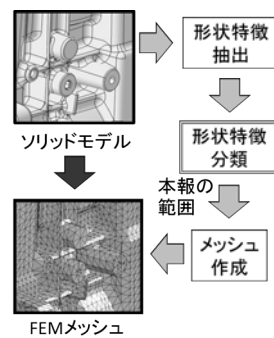 形状特徴
抽出
ソリッドモデル
形状特徴
分類
本報の
範囲
メッシュ
作成
FEMメッシュ